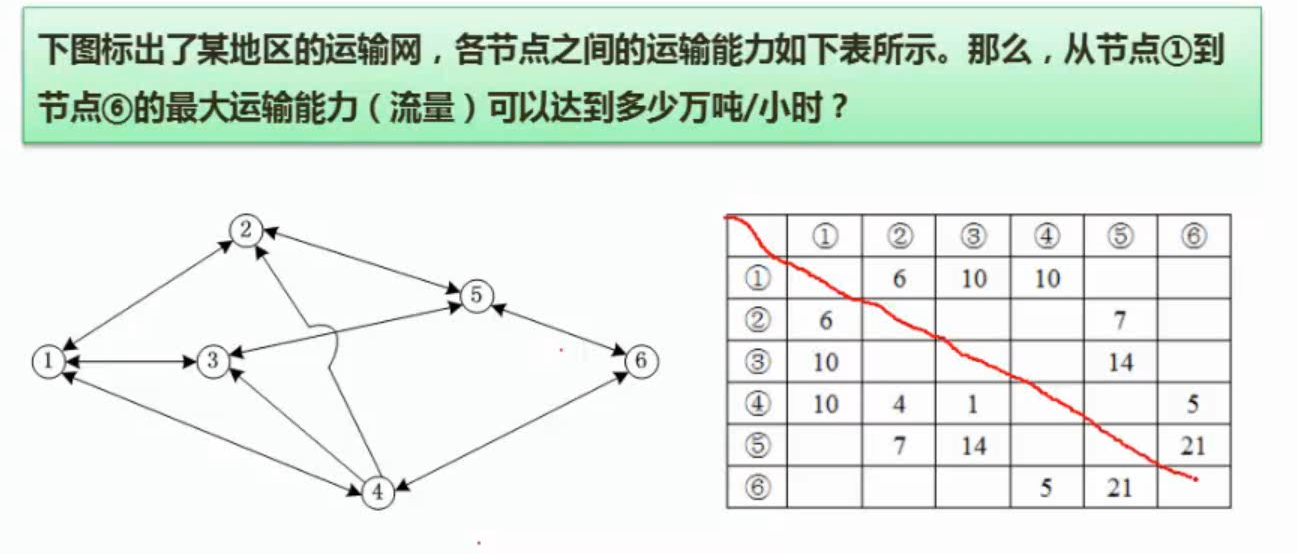 下图标出了某地区的运输网，各节点之间的运输能力如下表所示。那么，从节点①到
节点⑥的最大运输能力（流量）可以达到多少万吨/小时？
②
⑤
①
③
⑥
④
① ② ③ ④ ⑤ ⑥
① 6 10 10
② 6 7
③ 10 14
④ 10 4 1 5
⑤ 7 14 21
⑥ 5 21